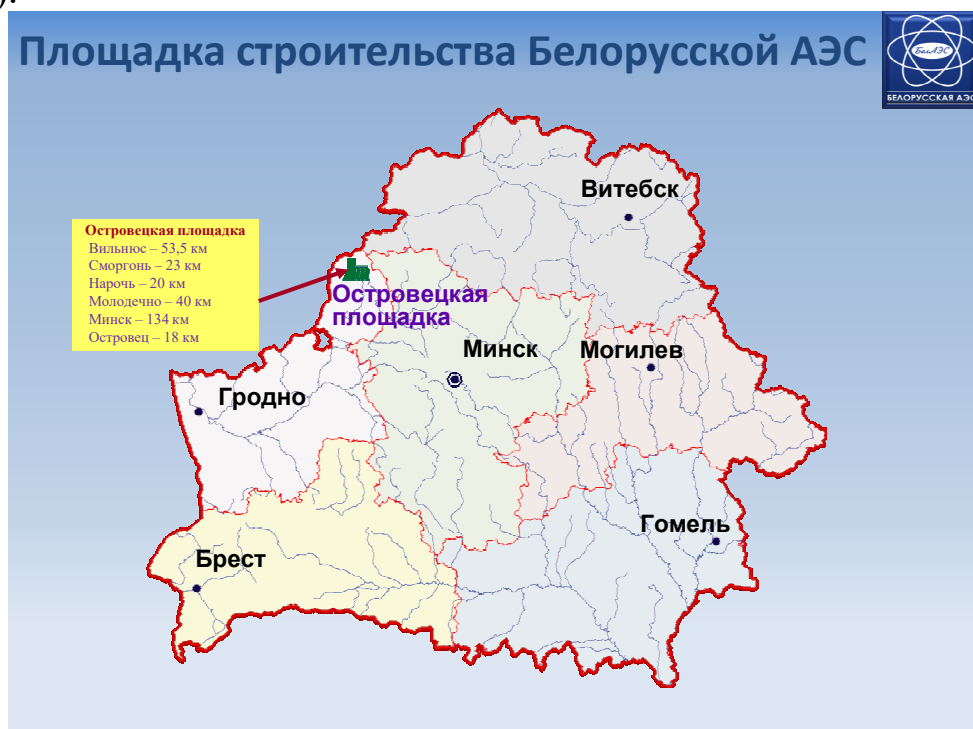 ).
Площадка строительства Белорусской АЭС
БелАЭС
БЕЛОРУССКАЯ АЭС
Витебск
Островецкая площадка
Вильнюс – 53,5 км
Сморгонь – 23 км
Нарочь – 20 км
Молодечно – 40 км
Минск – 134 км
Островец – 18 км
Островецкая
площадка
Минск
Могилев
Гродно
Гомель
Брест